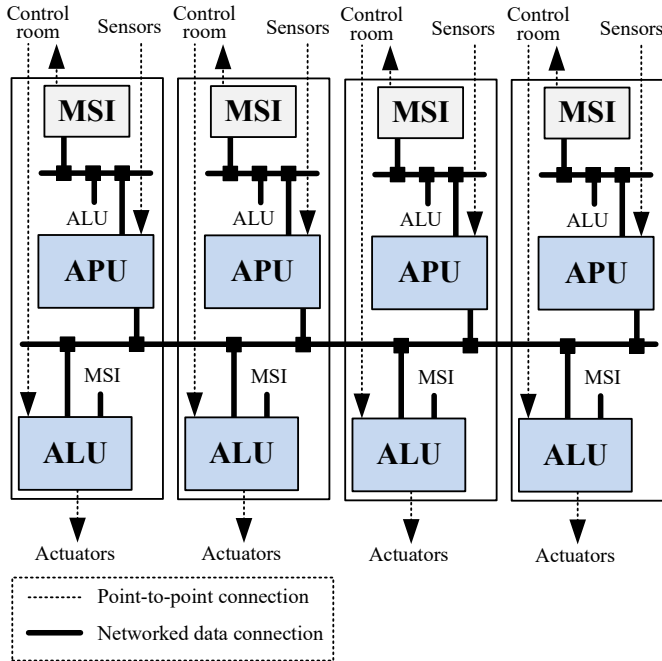 Control room Sensors Control room Sensors Control room Sensors Control room Sensors
MSI MSI MSI MSI
ALU ALU ALU ALU
APU APU APU APU
MSI MSI MSI MSI
ALU ALU ALU ALU
Actuators Actuators Actuators Actuators
Point-to-point connection
Networked data connection